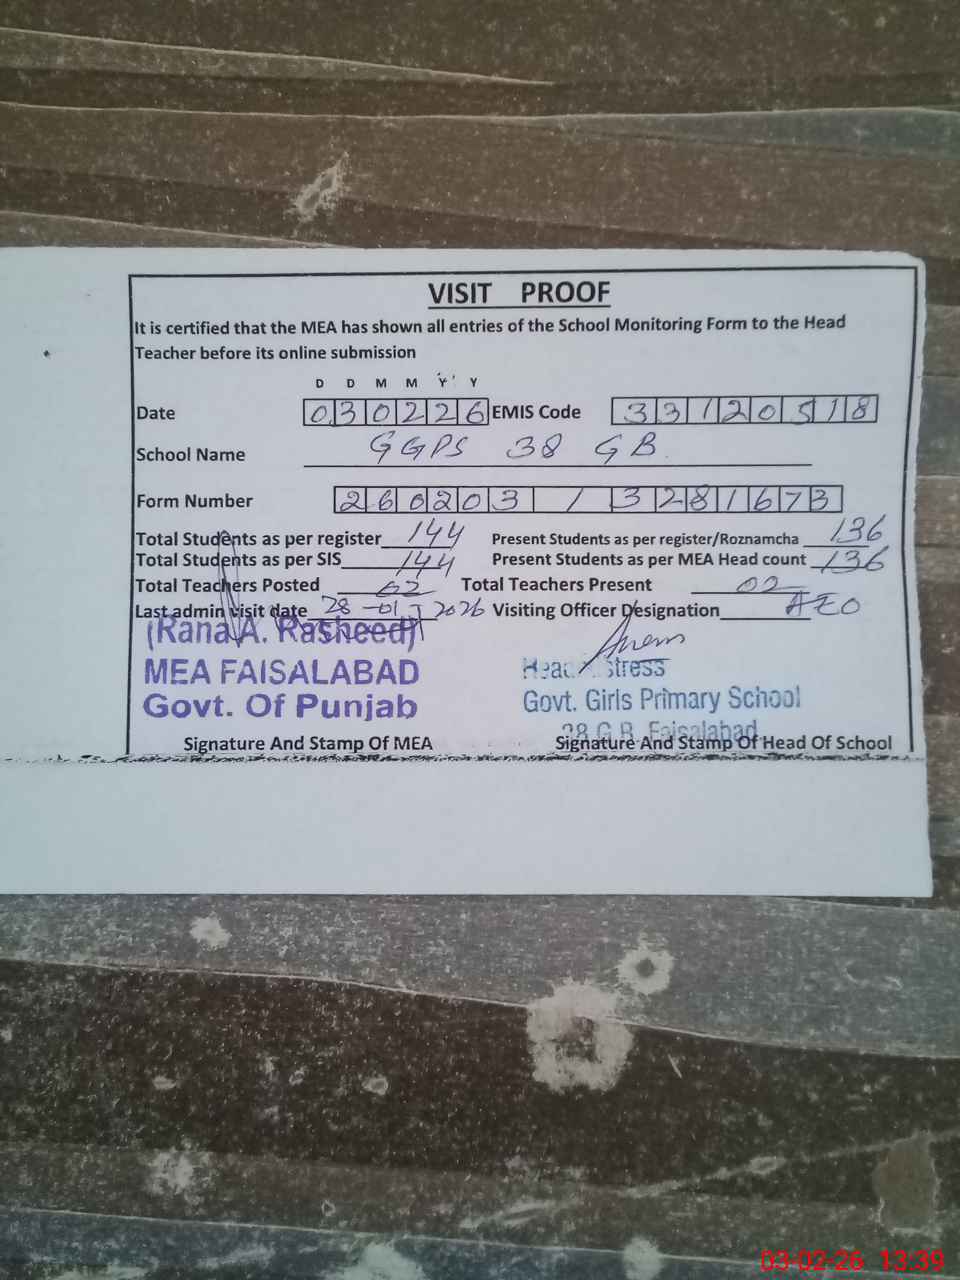 VISIT PROOF
It is certified that the MEA has shown all entries of the School Monitoring Form to the Head
Teacher before its online submission
D D M M Y Y
Date 030226 EMIS Code 33120518
School Name GGPS 38 GB
Form Number 260203 / 3281673
Total Students as per register 144 Present Students as per register/Roznamcha 136
Total Students as per SIS 144 Present Students as per MEA Head count 136
Total Teachers Posted 02 Total Teachers Present 02
Last admin visit date 28-01-2026 Visiting Officer Designation AEO
(Rana A. Rasheed)
MEA FAISALABAD
Govt. Of Punjab
Govt. Girls Primary School
38 G.B. Faisalabad
Signature And Stamp Of MEA Signature And Stamp Of Head Of School
03-02-26 13:39